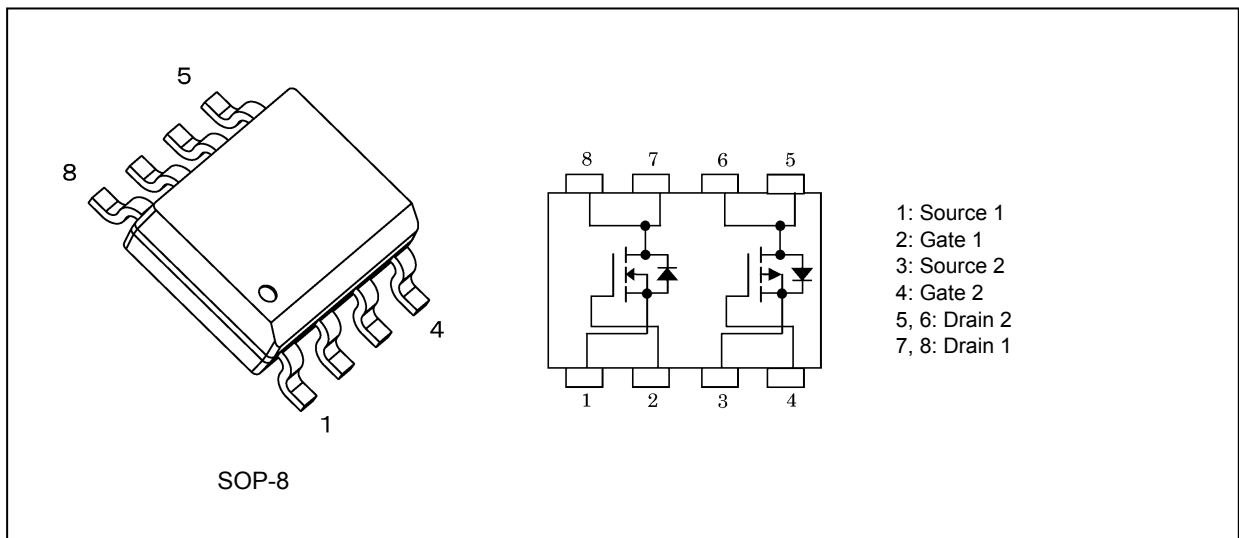 5
8
4
1
SOP-8
8 7 6 5
1 2 3 4
1: Source 1
2: Gate 1
3: Source 2
4: Gate 2
5, 6: Drain 2
7, 8: Drain 1